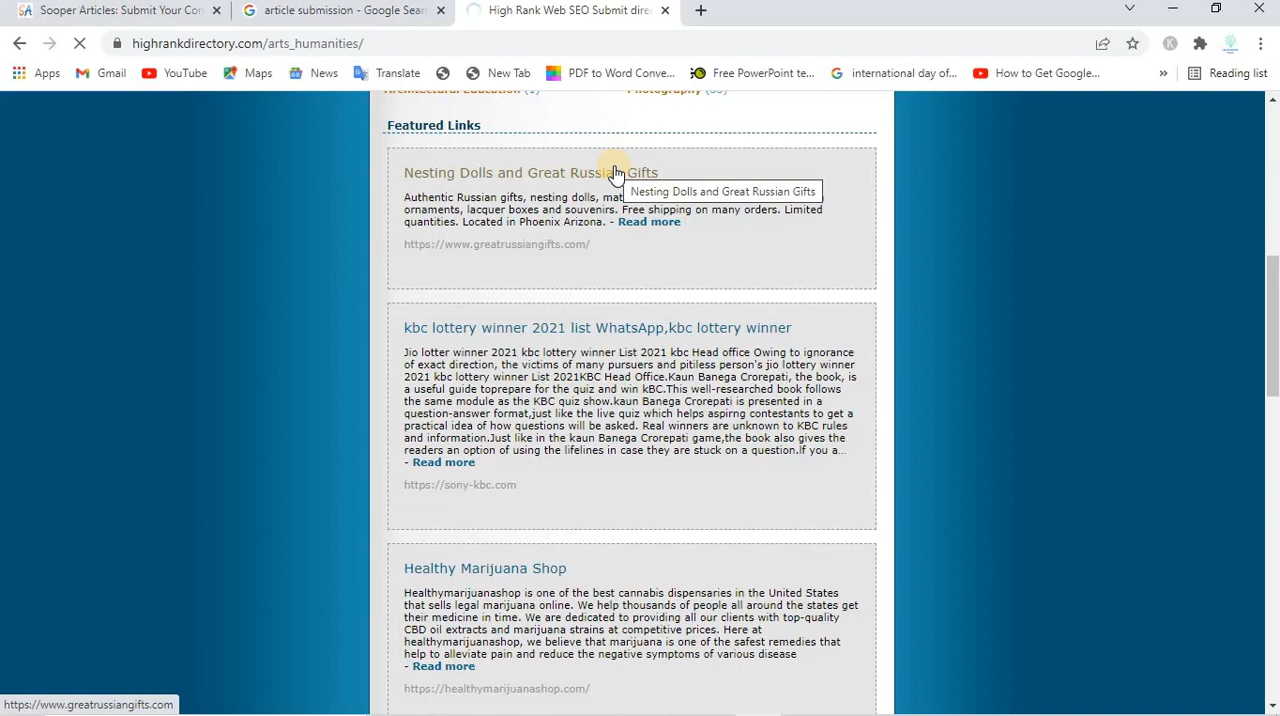 Sooper Articles: Submit Your Con
article submission - Google Searc
High Rank Web SEO Submit direc
highrankdirectory.com/arts_humanities/
Apps
Gmail
YouTube
Maps
News
Translate
New Tab
PDF to Word Conve...
Free PowerPoint te...
international day of...
How to Get Google...
»
Reading list
Architectural Education (1)
Photography (53)
Featured Links
Nesting Dolls and Great Russian Gifts
Nesting Dolls and Great Russian Gifts
Authentic Russian gifts, nesting dolls, mat
ornaments, lacquer boxes and souvenirs. Free shipping on many orders. Limited
quantities. Located in Phoenix Arizona. - Read more
https://www.greatrussiangifts.com/
kbc lottery winner 2021 list WhatsApp,kbc lottery winner
Jio lotter winner 2021 kbc lottery winner List 2021 kbc Head office Owing to ignorance
of exact direction, the victims of many pursuers and pitiless person's jio lottery winner
2021 kbc lottery winner List 2021KBC Head Office.Kaun Banega Crorepati, the book, is
a useful guide toprepare for the quiz and win kBC.This well-researched book follows
the same module as the KBC quiz show.kaun Banega Crorepati is presented in a
question-answer format,just like the live quiz which helps aspirng contestants to get a
practical idea of how questions will be asked. Real winners are unknown to KBC rules
and information.Just like in the kaun Banega Crorepati game,the book also gives the
readers an option of using the lifelines in case they are stuck on a question.If you a...
- Read more
https://sony-kbc.com
Healthy Marijuana Shop
Healthymarijuanashop is one of the best cannabis dispensaries in the United States
that sells legal marijuana online. We help thousands of people all around the states get
their medicine in time. We are dedicated to providing all our clients with top-quality
CBD oil extracts and marijuana strains at competitive prices. Here at
healthymarijuanashop, we believe that marijuana is one of the safest remedies that
help to alleviate pain and reduce the negative symptoms of various disease
- Read more
https://healthymarijuanashop.com/
https://www.greatrussiangifts.com